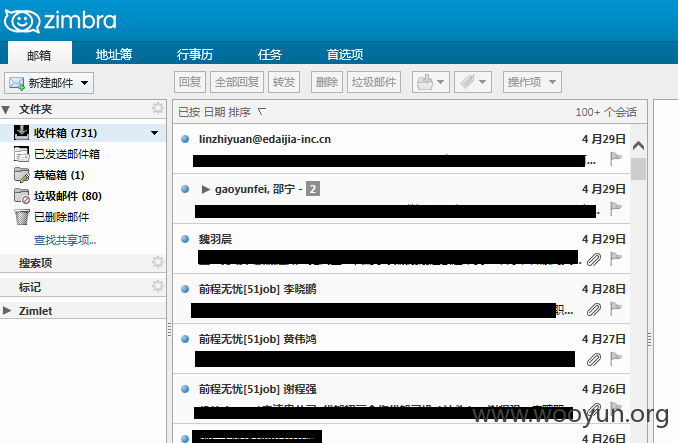 zimbra
邮箱 地址簿 行事历 任务 首选项
新建邮件 回复 全部回复 转发 删除 垃圾邮件 操作项
文件夹 已按 日期 排序 100+ 个会话
收件箱 (731)
已发送邮件箱
草稿箱 (1)
垃圾邮件 (80)
已删除邮件
查找共享项...
搜索项
标记
Zimlet
linzhiyuan@edaijia-inc.cn 4 月29日
...
gaoyunfei, 邵宁 - 2 4 月29日
...
魏羽晨 4 月29日
...
前程无忧[51job] 李晓鹏 4 月28日
职...
前程无忧[51job] 黄伟鸿 4 月27日
前程无忧[51job] 谢程强 4 月26日
4 月26日
www.wooyun.org